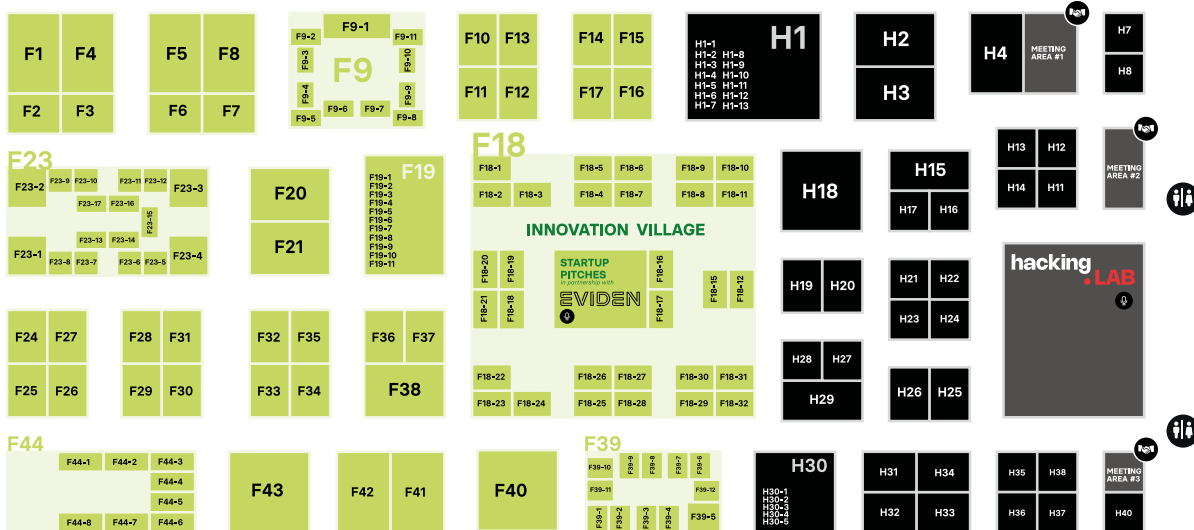 F1
F4
F2
F3
F5
F8
F6
F7
F9-1
F9-2
F9-11
F9-3
F9-10
F9
F9-4
F9-9
F9-5
F9-6
F9-7
F9-8
F10
F13
F11
F12
F14
F15
F17
F16
H1
H1-1
H1-2 H1-8
H1-3 H1-9
H1-4 H1-10
H1-5 H1-11
H1-6 H1-12
H1-7 H1-13
H2
H3
H4
MEETING
AREA #1
H7
H8
F23
F23-2
F23-9
F23-10
F23-11
F23-12
F23-3
F23-17
F23-16
F23-15
F23-13
F23-14
F23-1
F23-8
F23-7
F23-6
F23-5
F23-4
F20
F21
F19
F19-1
F19-2
F19-3
F19-4
F19-5
F19-6
F19-7
F19-8
F19-9
F19-10
F19-11
F18
F18-1
F18-5
F18-6
F18-9
F18-10
F18-2
F18-3
F18-4
F18-7
F18-8
F18-11
INNOVATION VILLAGE
F18-20
F18-19
STARTUP
PITCHES
in partnership with
EVIDEN
F18-16
F18-21
F18-18
F18-17
F18-15
F18-12
F18-22
F18-26
F18-27
F18-30
F18-31
F18-23
F18-24
F18-25
F18-28
F18-29
F18-32
H18
H15
H17
H16
H13
H12
H14
H11
MEETING
AREA #2
H19
H20
H21
H22
H23
H24
hacking
.LAB
H28
H27
H29
H26
H25
F24
F27
F25
F26
F28
F31
F29
F30
F32
F35
F33
F34
F36
F37
F38
F44
F44-1
F44-2
F44-3
F44-4
F44-5
F44-8
F44-7
F44-6
F43
F42
F41
F40
F39
F39-10
F39-9
F39-8
F39-7
F39-6
F39-11
F39-12
F39-1
F39-2
F39-3
F39-4
F39-5
H30
H30-1
H30-2
H30-3
H30-4
H30-5
H31
H34
H32
H33
H35
H38
H36
H37
MEETING
AREA #3
H40